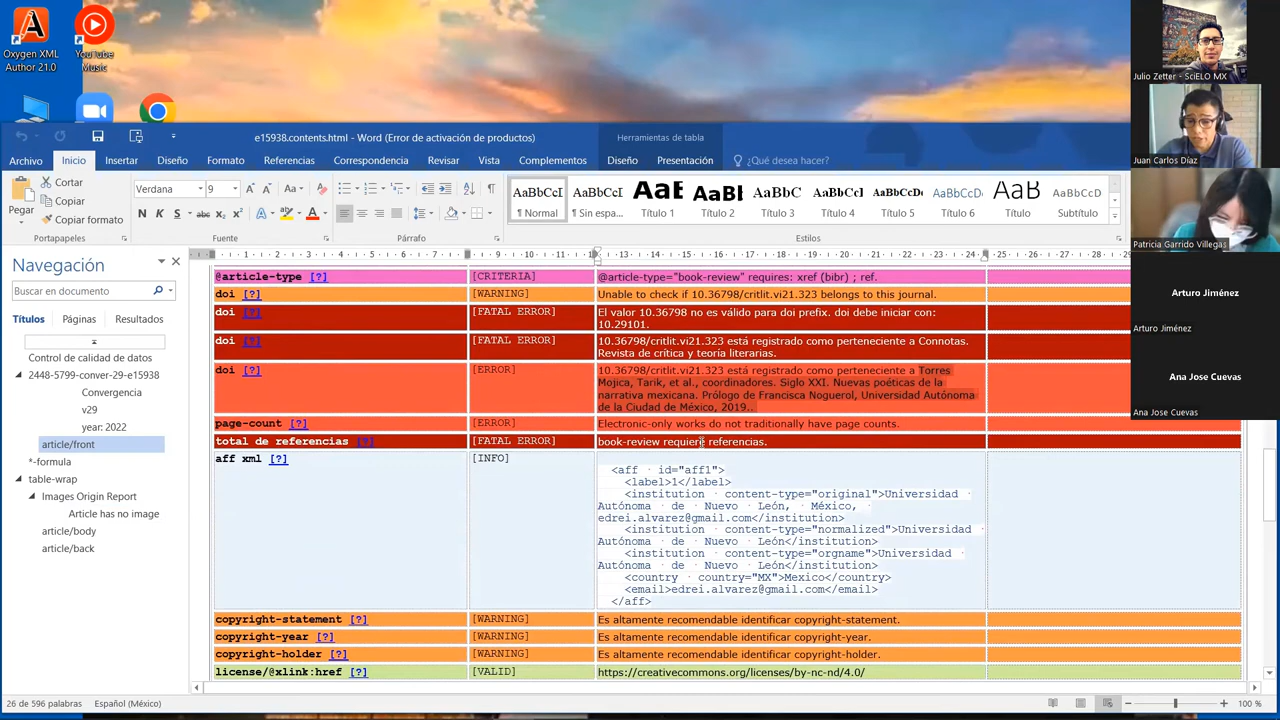 Oxygen XML
Author 21.0
YouTube
Music
Julio Zetter - SciELO MX
Juan Carlos Díaz
Patricia Garrido Villegas
Arturo Jiménez
Arturo Jiménez
Ana Jose Cuevas
Ana Jose Cuevas
e15938.contents.html - Word (Error de activación de productos)
Herramientas de tabla
Archivo
Inicio
Insertar
Diseño
Formato
Referencias
Correspondencia
Revisar
Vista
Complementos
Diseño
Presentación
¿Qué desea hacer?
Pegar
Cortar
Copiar
Copiar formato
Portapapeles
Verdana
9
Fuente
Párrafo
AaBbCcI
¶ Normal
AaBbCcI
¶ Sin espa...
AaBbC
Título 1
AaBbl
Título 2
AaBbC
Título 3
AaBbCcI
Título 4
AaBbCcD
Título 5
AaBbCcD
Título 6
AaB
Título
AaBbCcD
Subtítulo
Estilos
Navegación
Buscar en documento
Títulos
Páginas
Resultados
Control de calidad de datos
2448-5799-conver-29-e15938
Convergencia
v29
year: 2022
article/front
*-formula
table-wrap
Images Origin Report
Article has no image
article/body
article/back
@article-type [?] [CRITERIA] @article-type="book-review" requires: xref (bibr) ; ref.
doi [?] [WARNING] Unable to check if 10.36798/critlit.vi21.323 belongs to this journal.
doi [?] [FATAL ERROR] El valor 10.36798 no es válido para doi prefix. doi debe iniciar con:
10.29101.
doi [?] [FATAL ERROR] 10.36798/critlit.vi21.323 está registrado como perteneciente a Connotas.
Revista de crítica y teoría literarias.
doi [?] [ERROR] 10.36798/critlit.vi21.323 está registrado como perteneciente a Torres
Mojica, Tarik, et al., coordinadores. Siglo XXI. Nuevas poéticas de la
narrativa mexicana. Prólogo de Francisca Noguerol, Universidad Autónoma
de la Ciudad de México, 2019..
page-count [?] [ERROR] Electronic-only works do not traditionally have page counts.
total de referencias [?] [FATAL ERROR] book-review requiere referencias.
aff xml [?] [INFO]
<aff · id="aff1">
<label>1</label>
<institution · content-type="original">Universidad ·
Autónoma · de · Nuevo · León, · México, ·
edrei.alvarez@gmail.com</institution>
<institution · content-type="normalized">Universidad ·
Autónoma · de · Nuevo · León</institution>
<institution · content-type="orgname">Universidad ·
Autónoma · de · Nuevo · León</institution>
<country · country="MX">Mexico</country>
<email>edrei.alvarez@gmail.com</email>
</aff>
copyright-statement [?] [WARNING] Es altamente recomendable identificar copyright-statement.
copyright-year [?] [WARNING] Es altamente recomendable identificar copyright-year.
copyright-holder [?] [WARNING] Es altamente recomendable identificar copyright-holder.
license/@xlink:href [?] [VALID] https://creativecommons.org/licenses/by-nc-nd/4.0/
26 de 596 palabras
Español (México)
100 %